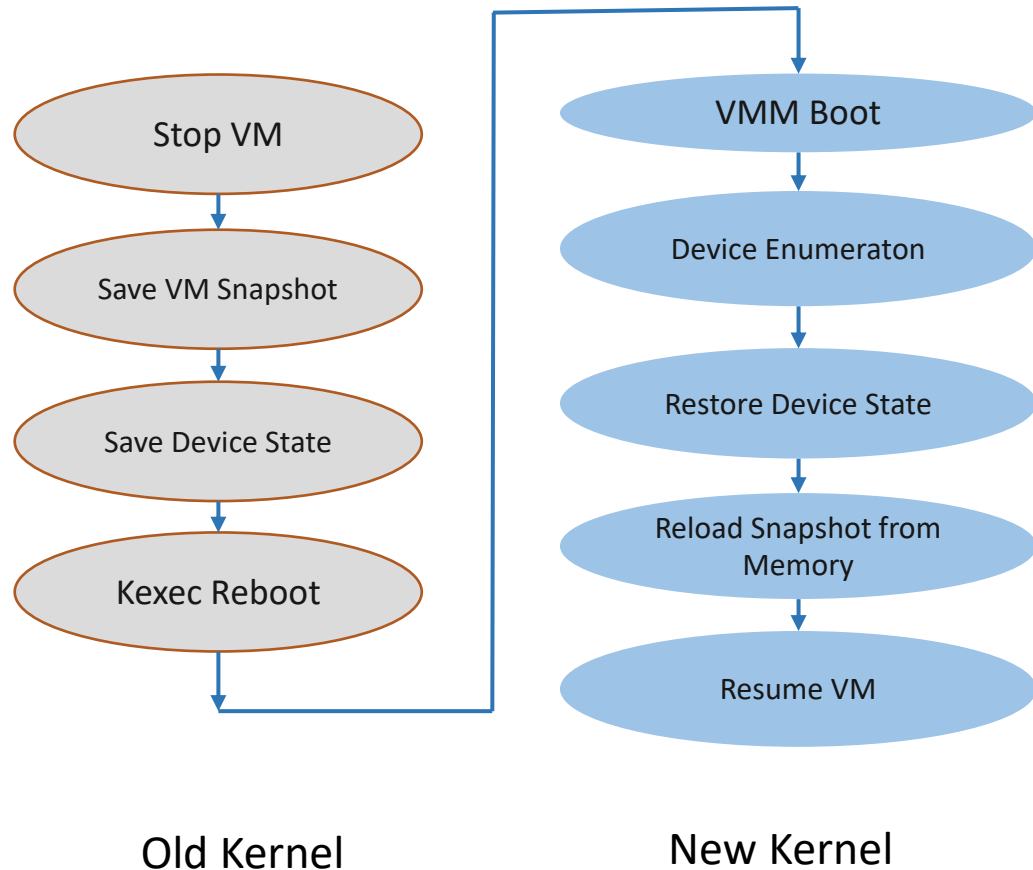 Stop VM
Save VM Snapshot
Save Device State
Kexec Reboot
Old Kernel
VMM Boot
Device Enumeraton
Restore Device State
Reload Snapshot from
Memory
Resume VM
New Kernel